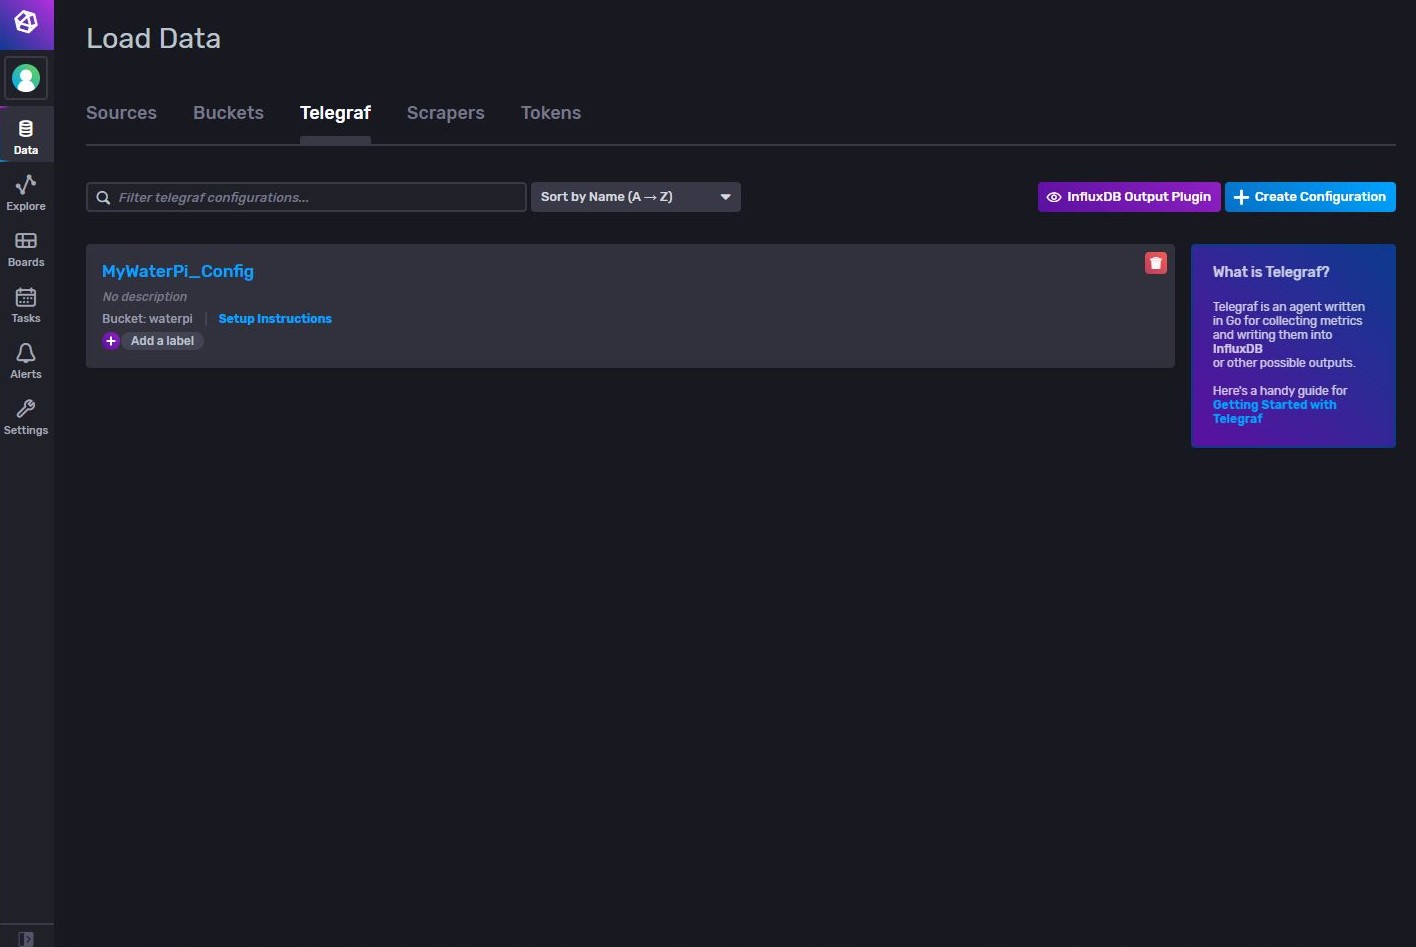 Load Data
Sources
Buckets
Telegraf
Scrapers
Tokens
Data
Explore
Boards
Tasks
Alerts
Settings
Filter telegraf configurations...
Sort by Name (A → Z)
InfluxDB Output Plugin
Create Configuration
MyWaterPi_Config
No description
Bucket: waterpi
Setup Instructions
Add a label
What is Telegraf?
Telegraf is an agent written
in Go for collecting metrics
and writing them into
InfluxDB
or other possible outputs.
Here's a handy guide for
Getting Started with
Telegraf